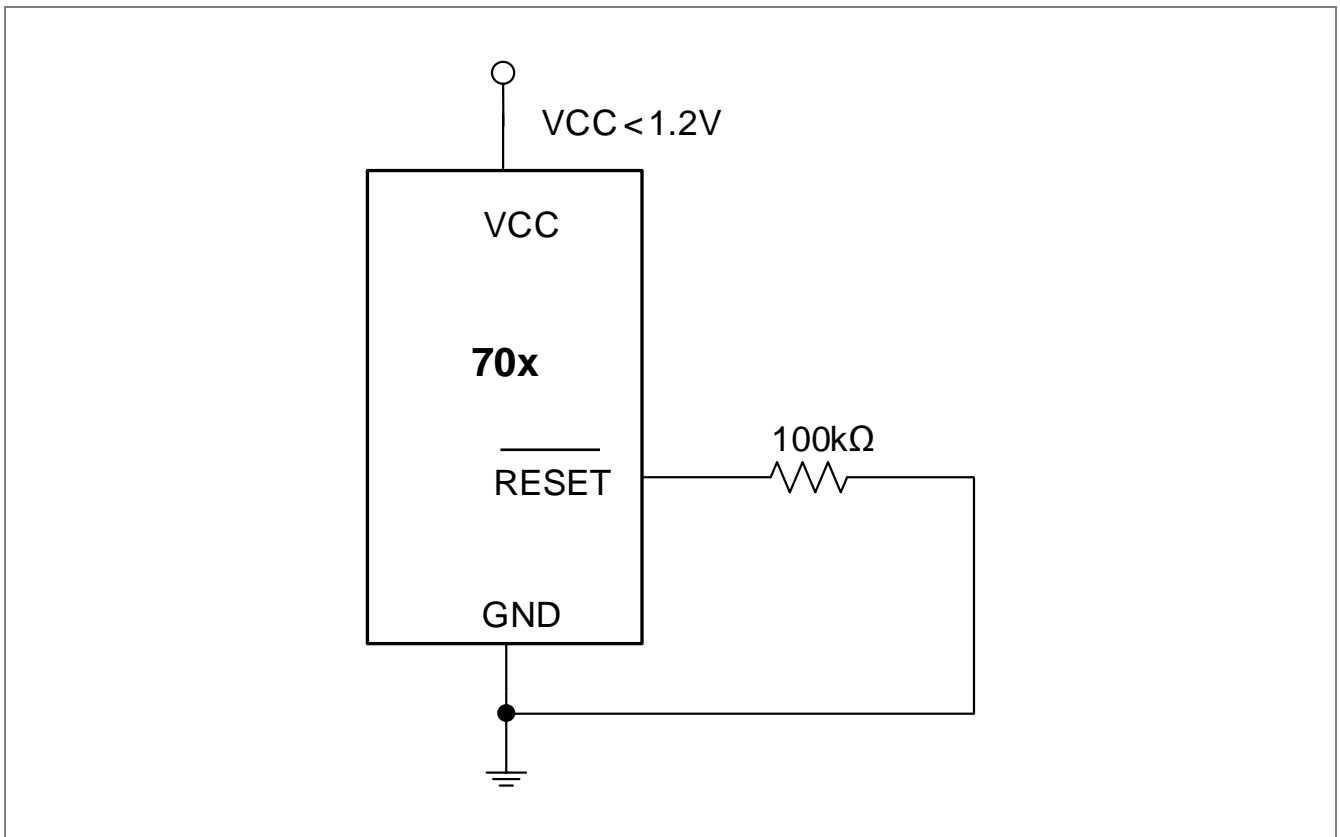 VCC<1.2V
VCC
70x
100kΩ
RESET
GND